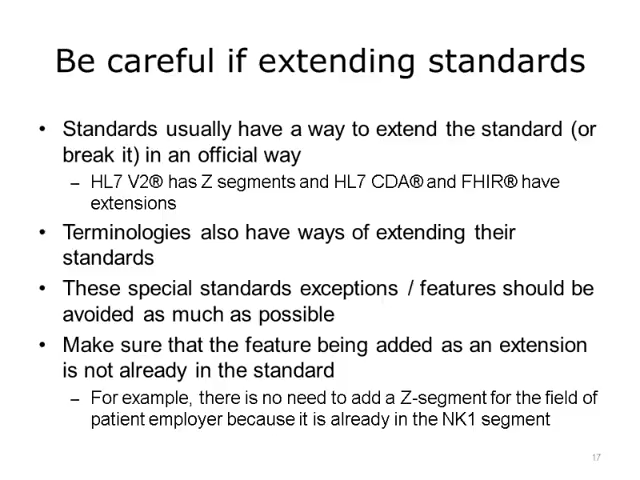 Be careful if extending standards
• Standards usually have a way to extend the standard (or
break it) in an official way
– HL7 V2® has Z segments and HL7 CDA® and FHIR® have
extensions
• Terminologies also have ways of extending their
standards
• These special standards exceptions / features should be
avoided as much as possible
• Make sure that the feature being added as an extension
is not already in the standard
– For example, there is no need to add a Z-segment for the field of
patient employer because it is already in the NK1 segment
17